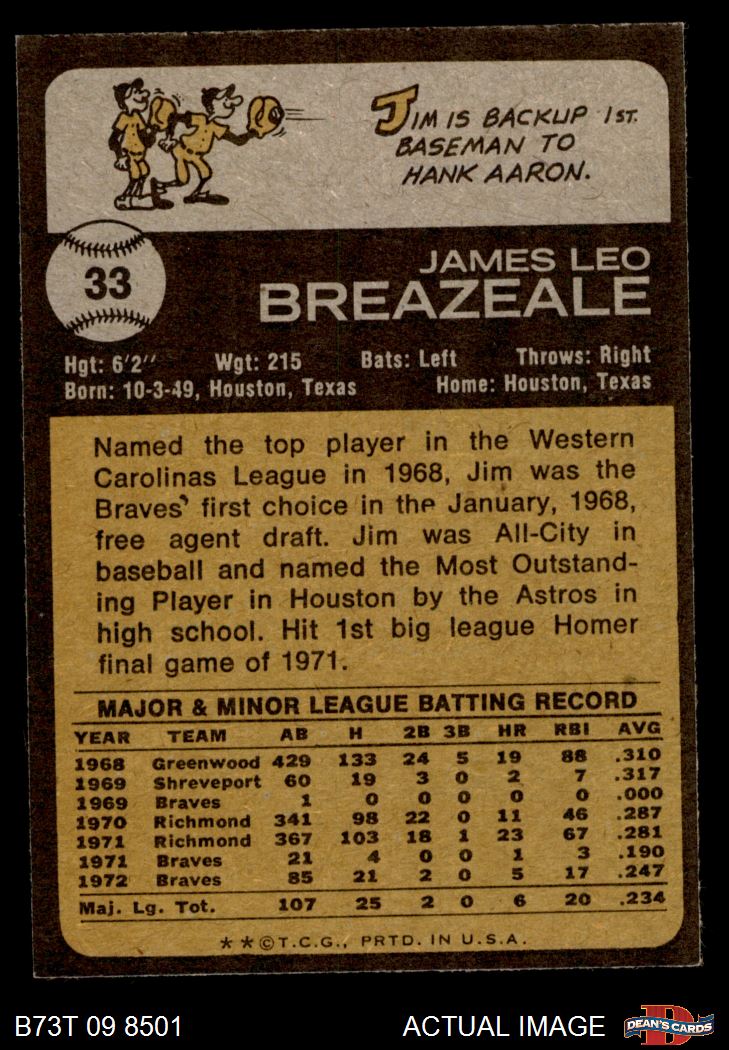 JIM IS BACKUP 1ST.
BASEMAN TO
HANK AARON.
33
JAMES LEO
BREAZEALE
Hgt: 6'2" Wgt: 215 Bats: Left Throws: Right
Born: 10-3-49, Houston, Texas Home: Houston, Texas
Named the top player in the Western
Carolinas League in 1968, Jim was the
Braves' first choice in the January, 1968,
free agent draft. Jim was All-City in
baseball and named the Most Outstand-
ing Player in Houston by the Astros in
high school. Hit 1st big league Homer
final game of 1971.
MAJOR & MINOR LEAGUE BATTING RECORD
YEAR TEAM AB H 2B 3B HR RBI AVG
1968 Greenwood 429 133 24 5 19 88 .310
1969 Shreveport 60 19 3 0 2 7 .317
1969 Braves 1 0 0 0 0 0 .000
1970 Richmond 341 98 22 0 11 46 .287
1971 Richmond 367 103 18 1 23 67 .281
1971 Braves 21 4 0 0 1 3 .190
1972 Braves 85 21 2 0 5 17 .247
Maj. Lg. Tot. 107 25 2 0 6 20 .234
**©T.C.G., PRTD. IN U.S.A.
B73T 09 8501 ACTUAL IMAGE DEAN'S CARDS